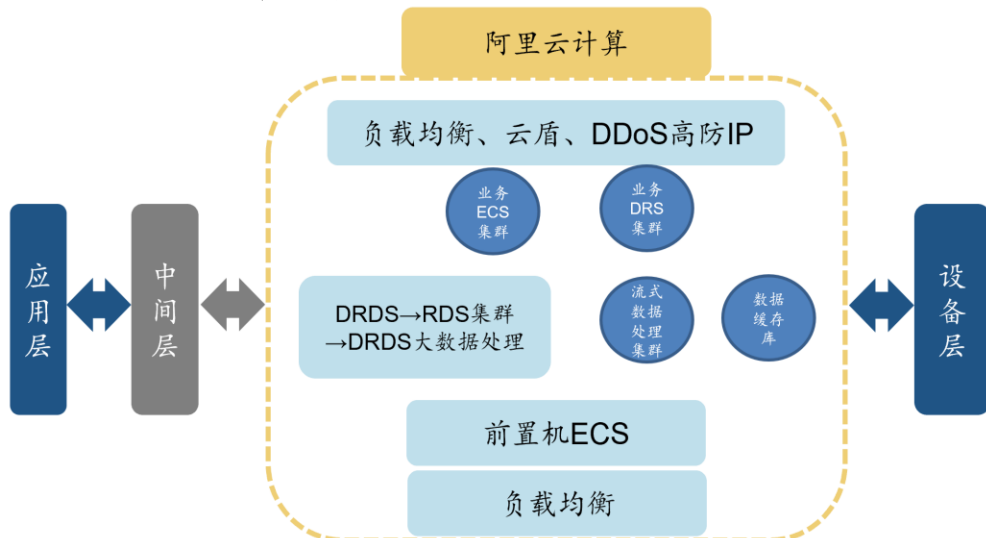 阿里云计算
负载均衡、云盾、DDoS高防IP
业务
ECS
集群
业务
DRS
集群
应
用
层
中
间
层
DRDS→RDS集群
→DRDS大数据处理
流式
数据
处理
集群
数据
缓存
库
设
备
层
前置机ECS
负载均衡